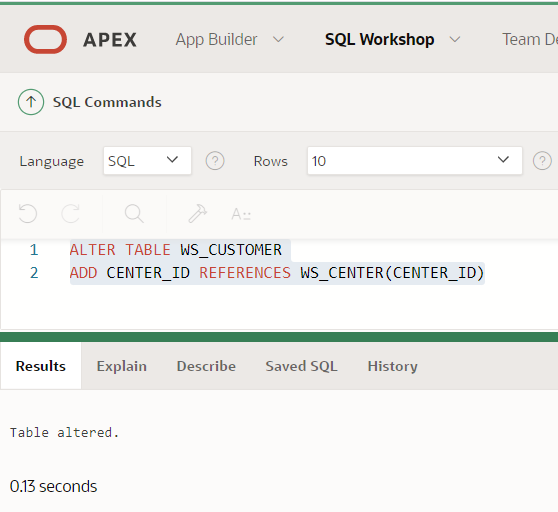 APEX App Builder SQL Workshop Team De
SQL Commands
Language SQL ? Rows 10 ?
A::
1 ALTER TABLE WS_CUSTOMER
2 ADD CENTER_ID REFERENCES WS_CENTER(CENTER_ID)
Results Explain Describe Saved SQL History
Table altered.
0.13 seconds